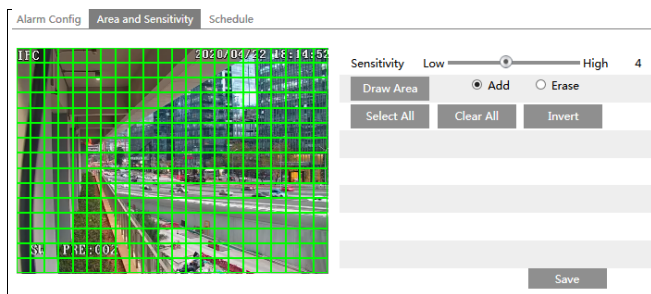 Alarm Config Area and Sensitivity Schedule
IPC 2020/04/22 18:14:52
Sensitivity Low High 4
Draw Area Add Erase
Select All Clear All Invert
PRE:002
Save